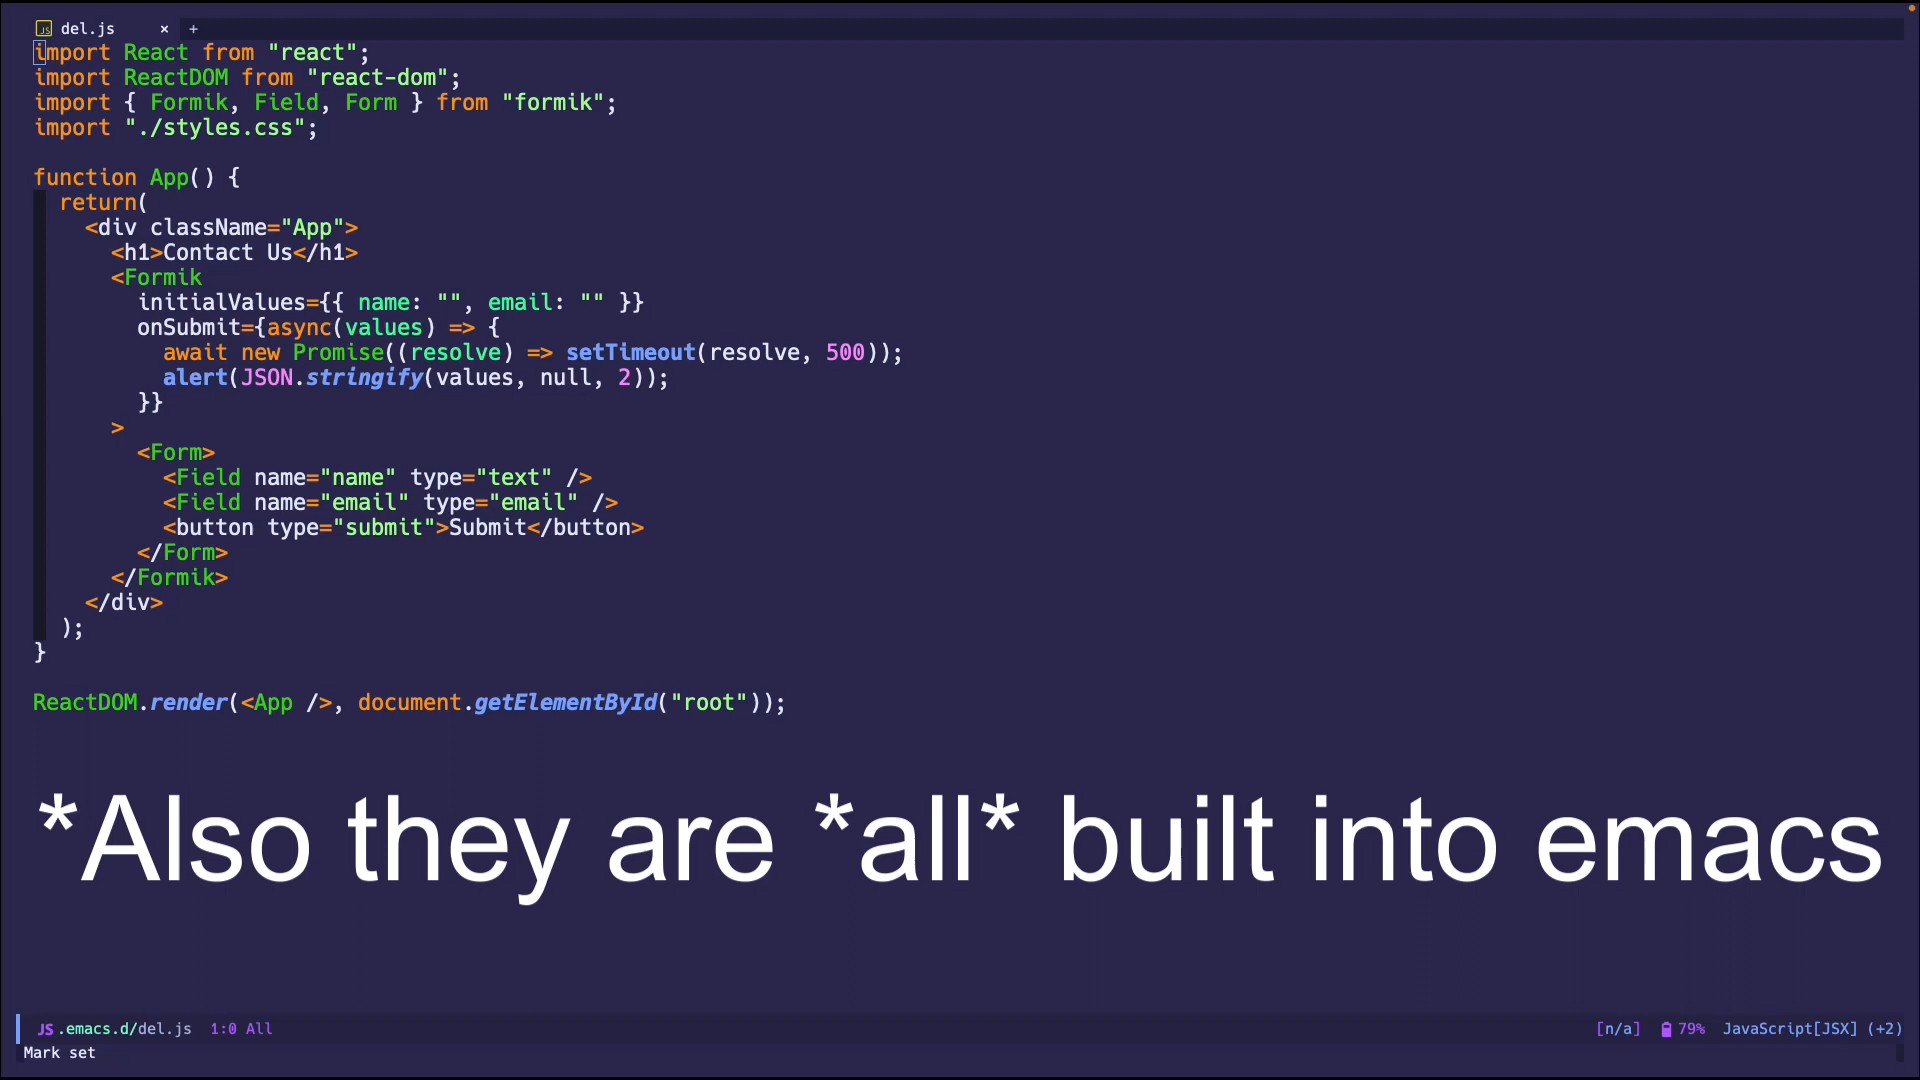 JS del.js × +
import React from "react";
import ReactDOM from "react-dom";
import { Formik, Field, Form } from "formik";
import "./styles.css";
function App() {
  return(
    <div className="App">
      <h1>Contact Us</h1>
      <Formik
        initialValues={{ name: "", email: "" }}
        onSubmit={async(values) => {
          await new Promise((resolve) => setTimeout(resolve, 500));
          alert(JSON.stringify(values, null, 2));
        }}
      >
        <Form>
          <Field name="name" type="text" />
          <Field name="email" type="email" />
          <button type="submit">Submit</button>
        </Form>
      </Formik>
    </div>
  );
}
ReactDOM.render(<App />, document.getElementById("root"));
*Also they are *all* built into emacs
JS .emacs.d/del.js 1:0 All [n/a] 79% JavaScript[JSX] (+2)
Mark set